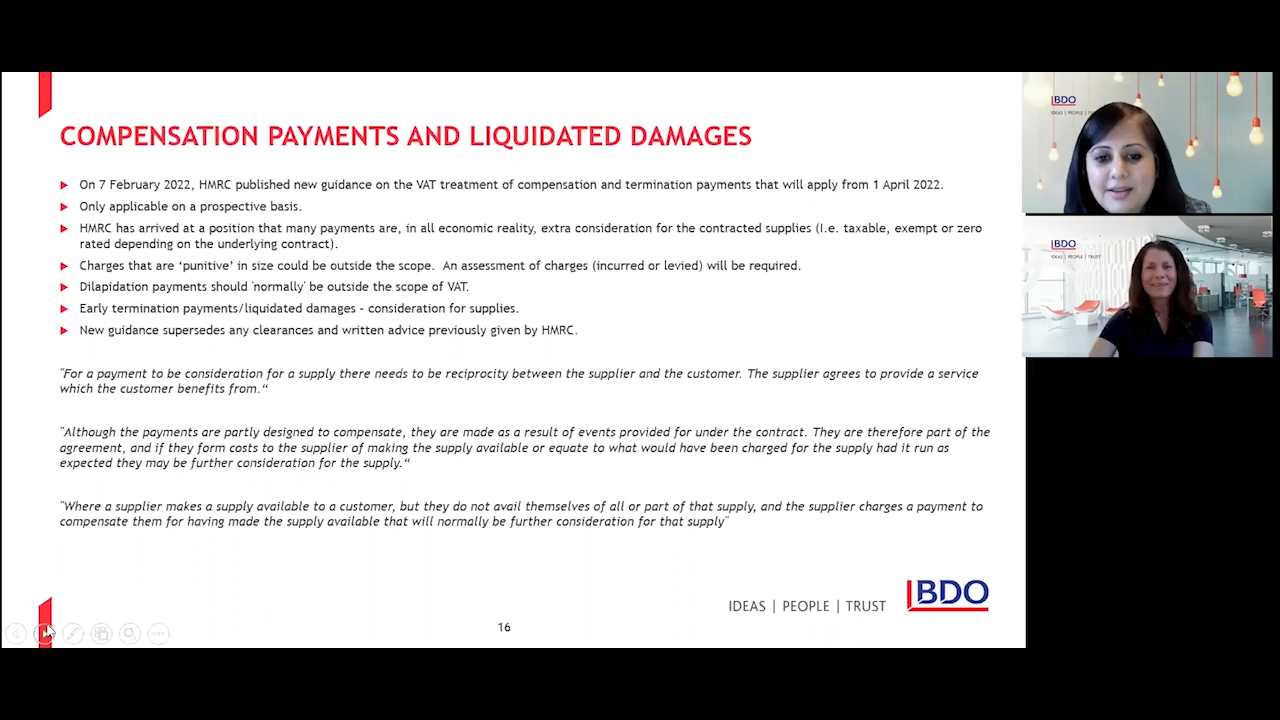 COMPENSATION PAYMENTS AND LIQUIDATED DAMAGES
On 7 February 2022, HMRC published new guidance on the VAT treatment of compensation and termination payments that will apply from 1 April 2022.
Only applicable on a prospective basis.
HMRC has arrived at a position that many payments are, in all economic reality, extra consideration for the contracted supplies (I.e. taxable, exempt or zero
rated depending on the underlying contract).
Charges that are ‘punitive’ in size could be outside the scope.  An assessment of charges (incurred or levied) will be required.
Dilapidation payments should 'normally' be outside the scope of VAT.
Early termination payments/liquidated damages – consideration for supplies.
New guidance supersedes any clearances and written advice previously given by HMRC.
"For a payment to be consideration for a supply there needs to be reciprocity between the supplier and the customer. The supplier agrees to provide a service
which the customer benefits from.“
"Although the payments are partly designed to compensate, they are made as a result of events provided for under the contract. They are therefore part of the
agreement, and if they form costs to the supplier of making the supply available or equate to what would have been charged for the supply had it run as
expected they may be further consideration for the supply.“
"Where a supplier makes a supply available to a customer, but they do not avail themselves of all or part of that supply, and the supplier charges a payment to
compensate them for having made the supply available that will normally be further consideration for that supply"
IDEAS | PEOPLE | TRUST
BDO
16
BDO
IDEAS | PEOPLE |
BDO
IDEAS | PEOPLE | TRUST